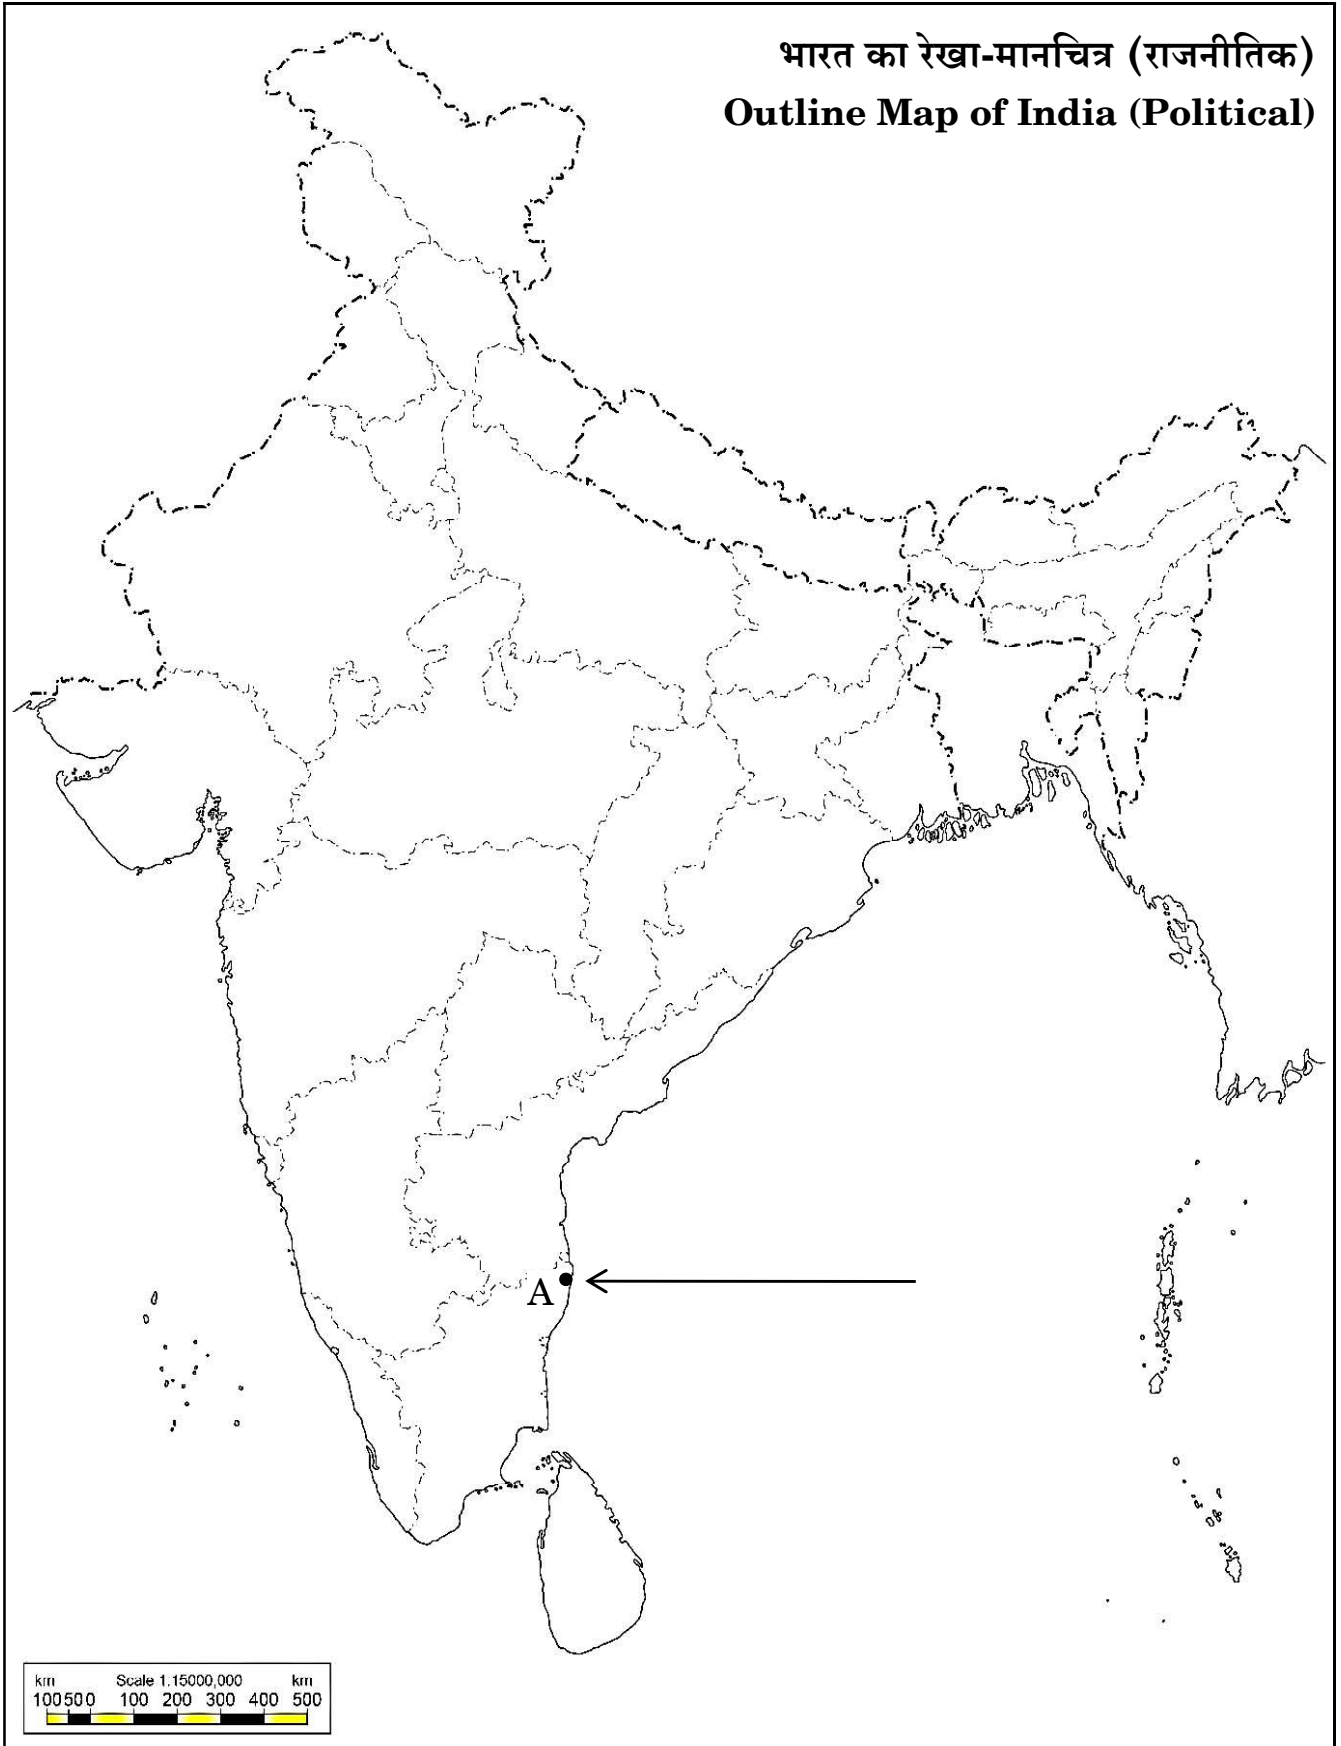 भारत का रेखा-मानचित्र (राजनीतिक)
Outline Map of India (Political)
A
km Scale 1:15000,000 km
100 50 0 100 200 300 400 500